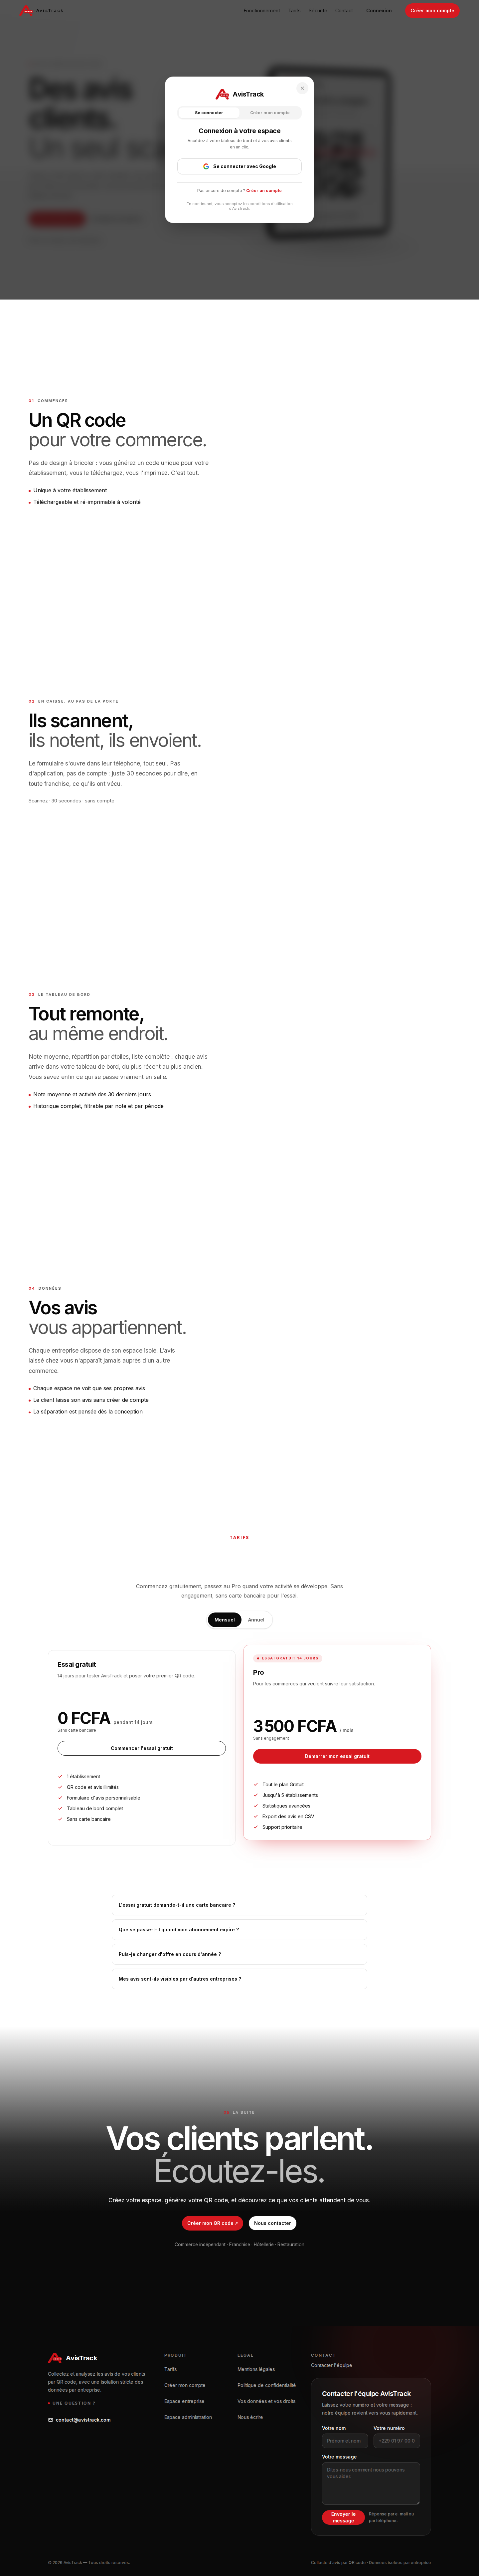 AvisTrack
Fonctionnement
Tarifs
Sécurité
Contact
Connexion
Créer mon compte
Des avis
clients.
AvisTrack
Se connecter
Créer mon compte
Connexion à votre espace
Accédez à votre tableau de bord et à vos avis clients
en un clic.
Se connecter avec Google
Pas encore de compte ? Créer un compte
En continuant, vous acceptez les conditions d'utilisation
d'AvisTrack.
01 COMMENCER
Un QR code
pour votre commerce.
Pas de design à bricoler : vous générez un code unique pour votre
établissement, vous le téléchargez, vous l'imprimez. C'est tout.
Unique à votre établissement
Téléchargeable et ré-imprimable à volonté
02 EN CAISSE, AU PAS DE LA PORTE
Ils scannent,
ils notent, ils envoient.
Le formulaire s'ouvre dans leur téléphone, tout seul. Pas
d'application, pas de compte : juste 30 secondes pour dire, en
toute franchise, ce qu'ils ont vécu.
Scannez · 30 secondes · sans compte
03 LE TABLEAU DE BORD
Tout remonte,
au même endroit.
Note moyenne, répartition par étoiles, liste complète : chaque avis
arrive dans votre tableau de bord, du plus récent au plus ancien.
Vous savez enfin ce qui se passe vraiment en salle.
Note moyenne et activité des 30 derniers jours
Historique complet, filtrable par note et par période
04 DONNÉES
Vos avis
vous appartiennent.
Chaque entreprise dispose de son espace isolé. L'avis
laissé chez vous n'apparaît jamais auprès d'un autre
commerce.
Chaque espace ne voit que ses propres avis
Le client laisse son avis sans créer de compte
La séparation est pensée dès la conception
TARIFS
Commencez gratuitement, passez au Pro quand votre activité se développe. Sans
engagement, sans carte bancaire pour l'essai.
Mensuel
Annuel
Essai gratuit
14 jours pour tester AvisTrack et poser votre premier QR code.
0 FCFA pendant 14 jours
Sans carte bancaire
Commencer l'essai gratuit
1 établissement
QR code et avis illimités
Formulaire d'avis personnalisable
Tableau de bord complet
Sans carte bancaire
ESSAI GRATUIT 14 JOURS
Pro
Pour les commerces qui veulent suivre leur satisfaction.
3 500 FCFA / mois
Sans engagement
Démarrer mon essai gratuit
Tout le plan Gratuit
Jusqu'à 5 établissements
Statistiques avancées
Export des avis en CSV
Support prioritaire
L'essai gratuit demande-t-il une carte bancaire ?
Que se passe-t-il quand mon abonnement expire ?
Puis-je changer d'offre en cours d'année ?
Mes avis sont-ils visibles par d'autres entreprises ?
LA SUITE
Vos clients parlent.
Écoutez-les.
Créez votre espace, générez votre QR code, et découvrez ce que vos clients attendent de vous.
Créer mon QR code ↗
Nous contacter
Commerce indépendant · Franchise · Hôtellerie · Restauration
AvisTrack
Collectez et analysez les avis de vos clients
par QR code, avec une isolation stricte des
données par entreprise.
UNE QUESTION ?
contact@avistrack.com
PRODUIT
Tarifs
Créer mon compte
Espace entreprise
Espace administration
LÉGAL
Mentions légales
Politique de confidentialité
Vos données et vos droits
Nous écrire
CONTACT
Contacter l'équipe
Contacter l'équipe AvisTrack
Laissez votre numéro et votre message :
notre équipe revient vers vous rapidement.
Votre nom
Votre numéro
Prénom et nom
+229 01 97 00 0
Votre message
Dites-nous comment nous pouvons
vous aider.
Envoyer le
message
Réponse par e-mail ou
par téléphone.
© 2026 AvisTrack — Tous droits réservés.
Collecte d'avis par QR code · Données isolées par entreprise